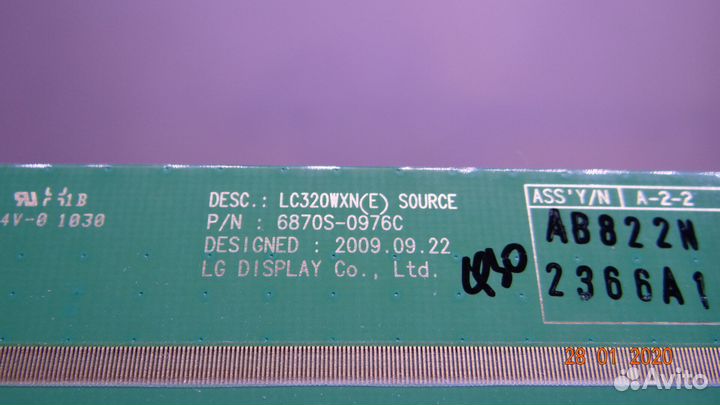 1B
4V-0 1030
DESC.: LC320WXN(E) SOURCE
P/N : 6870S-0976C
DESIGNED : 2009.09.22
LG DISPLAY Co., Ltd.
ASS'Y/N A-2-2
AB822N
2366A1
28 01 2020
Avito